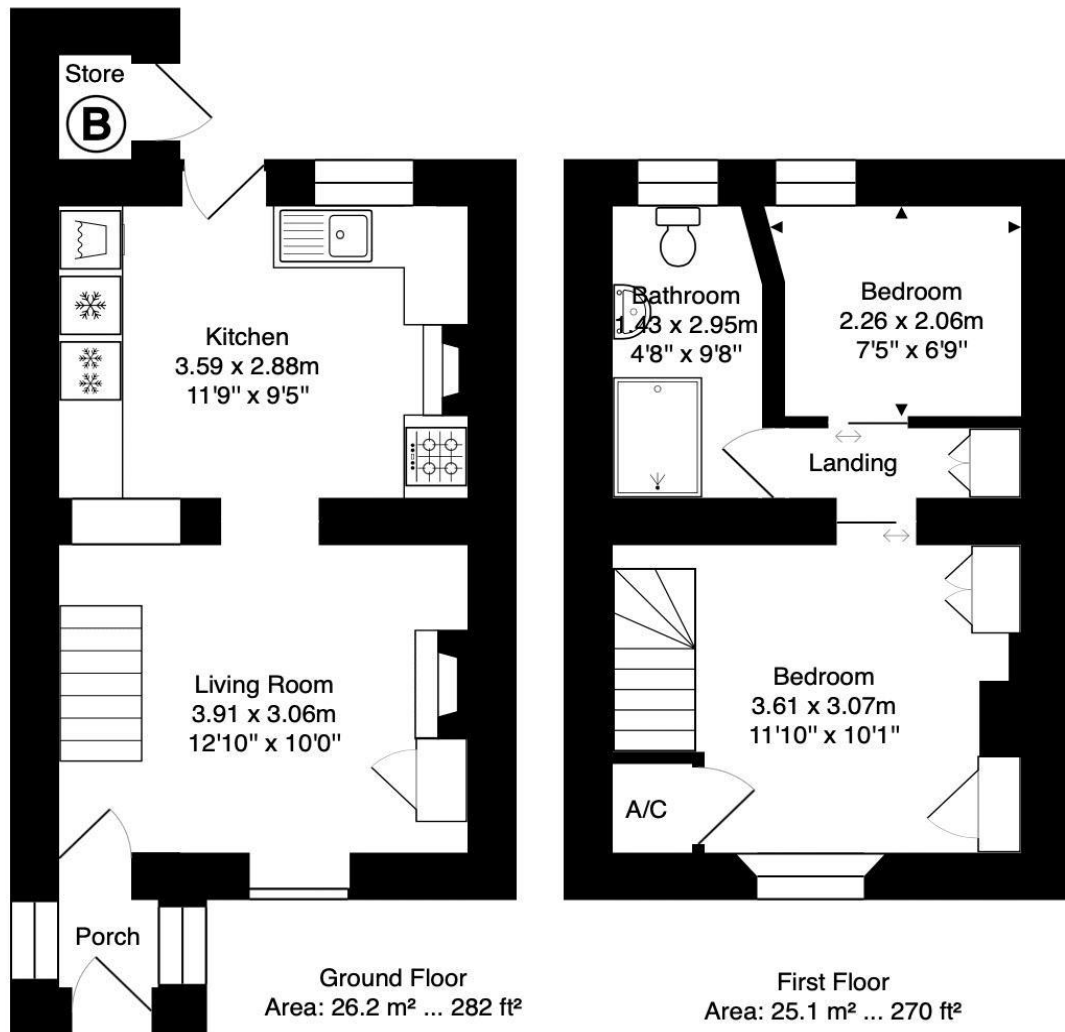 Store
B
Kitchen
3.59 x 2.88m
11'9" x 9'5"
Living Room
3.91 x 3.06m
12'10" x 10'0"
Porch
Ground Floor
Area: 26.2 m² ... 282 ft²
Bathroom
1.43 x 2.95m
4'8" x 9'8"
Bedroom
2.26 x 2.06m
7'5" x 6'9"
Landing
Bedroom
3.61 x 3.07m
11'10" x 10'1"
A/C
First Floor
Area: 25.1 m² ... 270 ft²